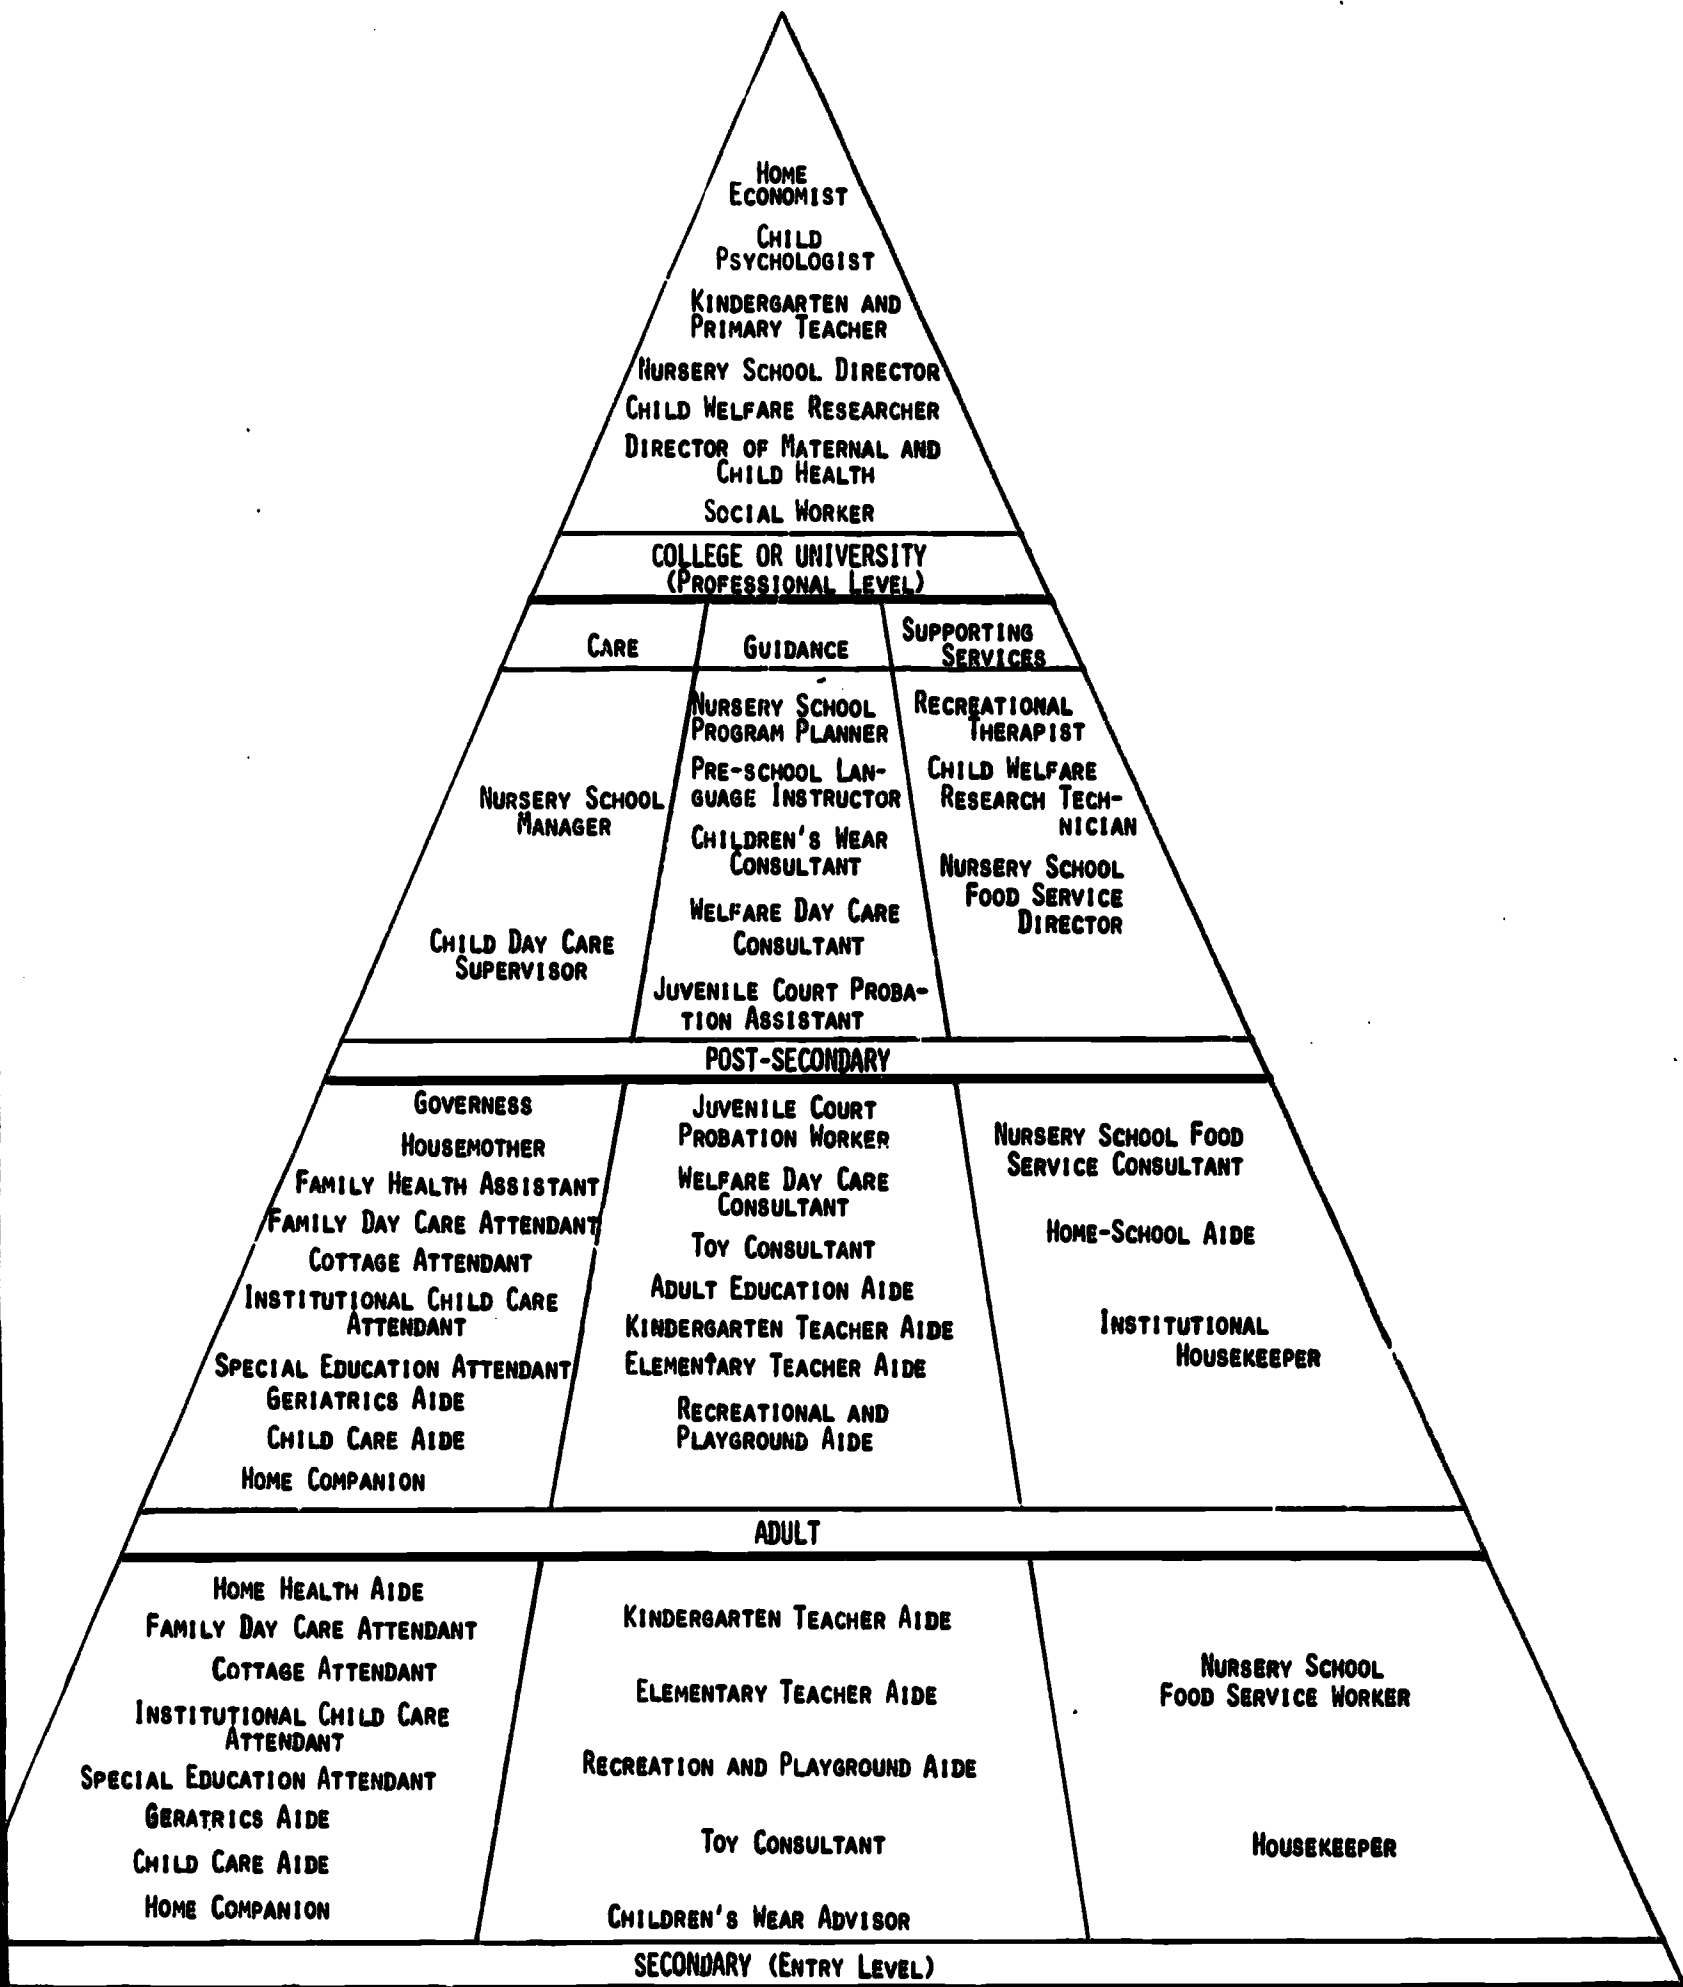 Home
Economist
Child
Psychologist
Kindergarten and
Primary Teacher
Nursery School Director
Child Welfare Researcher
Director of Maternal and
Child Health
Social Worker
COLLEGE OR UNIVERSITY
(Professional Level)
Care
Guidance
Supporting
Services
Nursery School
Manager
Child Day Care
Supervisor
Nursery School
Program Planner
Pre-school Lan-
guage Instructor
Children's Wear
Consultant
Welfare Day Care
Consultant
Juvenile Court Proba-
tion Assistant
Recreational
Therapist
Child Welfare
Research Tech-
nician
Nursery School
Food Service
Director
POST-SECONDARY
Governess
Housemother
Family Health Assistant
Family Day Care Attendant
Cottage Attendant
Institutional Child Care
Attendant
Special Education Attendant
Geriatrics Aide
Child Care Aide
Home Companion
Juvenile Court
Probation Worker
Welfare Day Care
Consultant
Toy Consultant
Adult Education Aide
Kindergarten Teacher Aide
Elementary Teacher Aide
Recreational and
Playground Aide
Nursery School Food
Service Consultant
Home-School Aide
Institutional
Housekeeper
ADULT
Home Health Aide
Family Day Care Attendant
Cottage Attendant
Institutional Child Care
Attendant
Special Education Attendant
Geratrics Aide
Child Care Aide
Home Companion
Kindergarten Teacher Aide
Elementary Teacher Aide
Recreation and Playground Aide
Toy Consultant
Children's Wear Advisor
Nursery School
Food Service Worker
Housekeeper
SECONDARY (Entry Level)